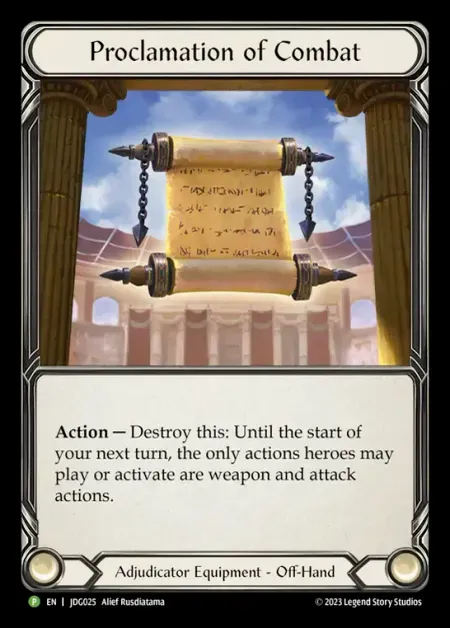 Proclamation of Combat
Action — Destroy this: Until the start of
your next turn, the only actions heroes may
play or activate are weapon and attack
actions.
Adjudicator Equipment - Off-Hand
P EN | JDG025 Alief Rusdiatama
© 2023 Legend Story Studios